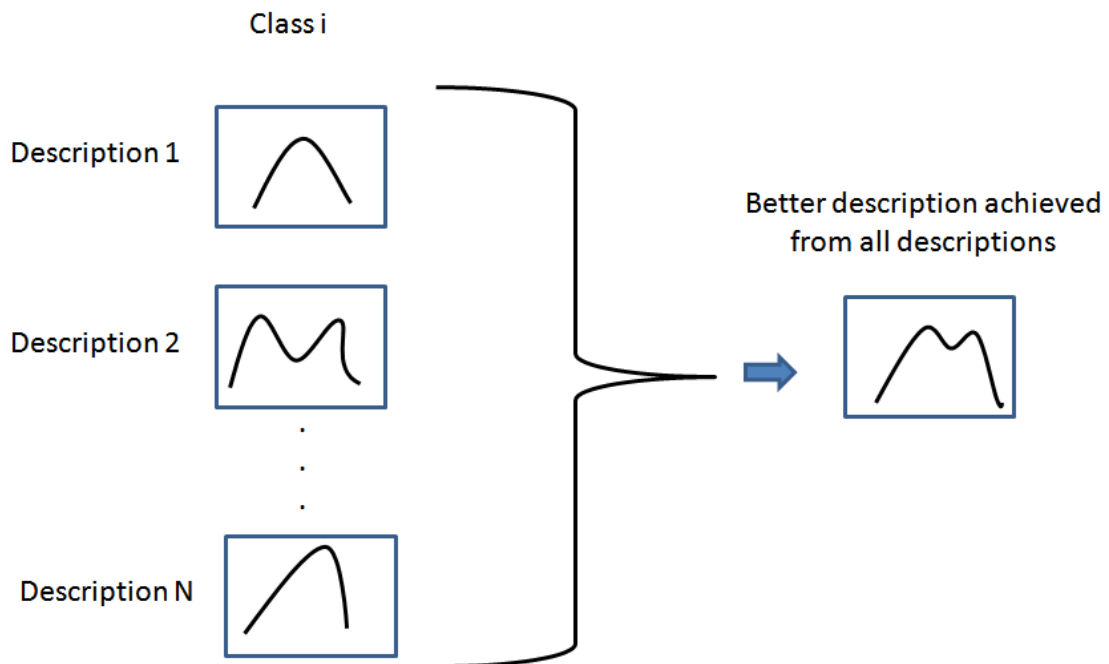 Class i
Description 1
Better description achieved
from all descriptions
Description 2
.
.
.
Description N